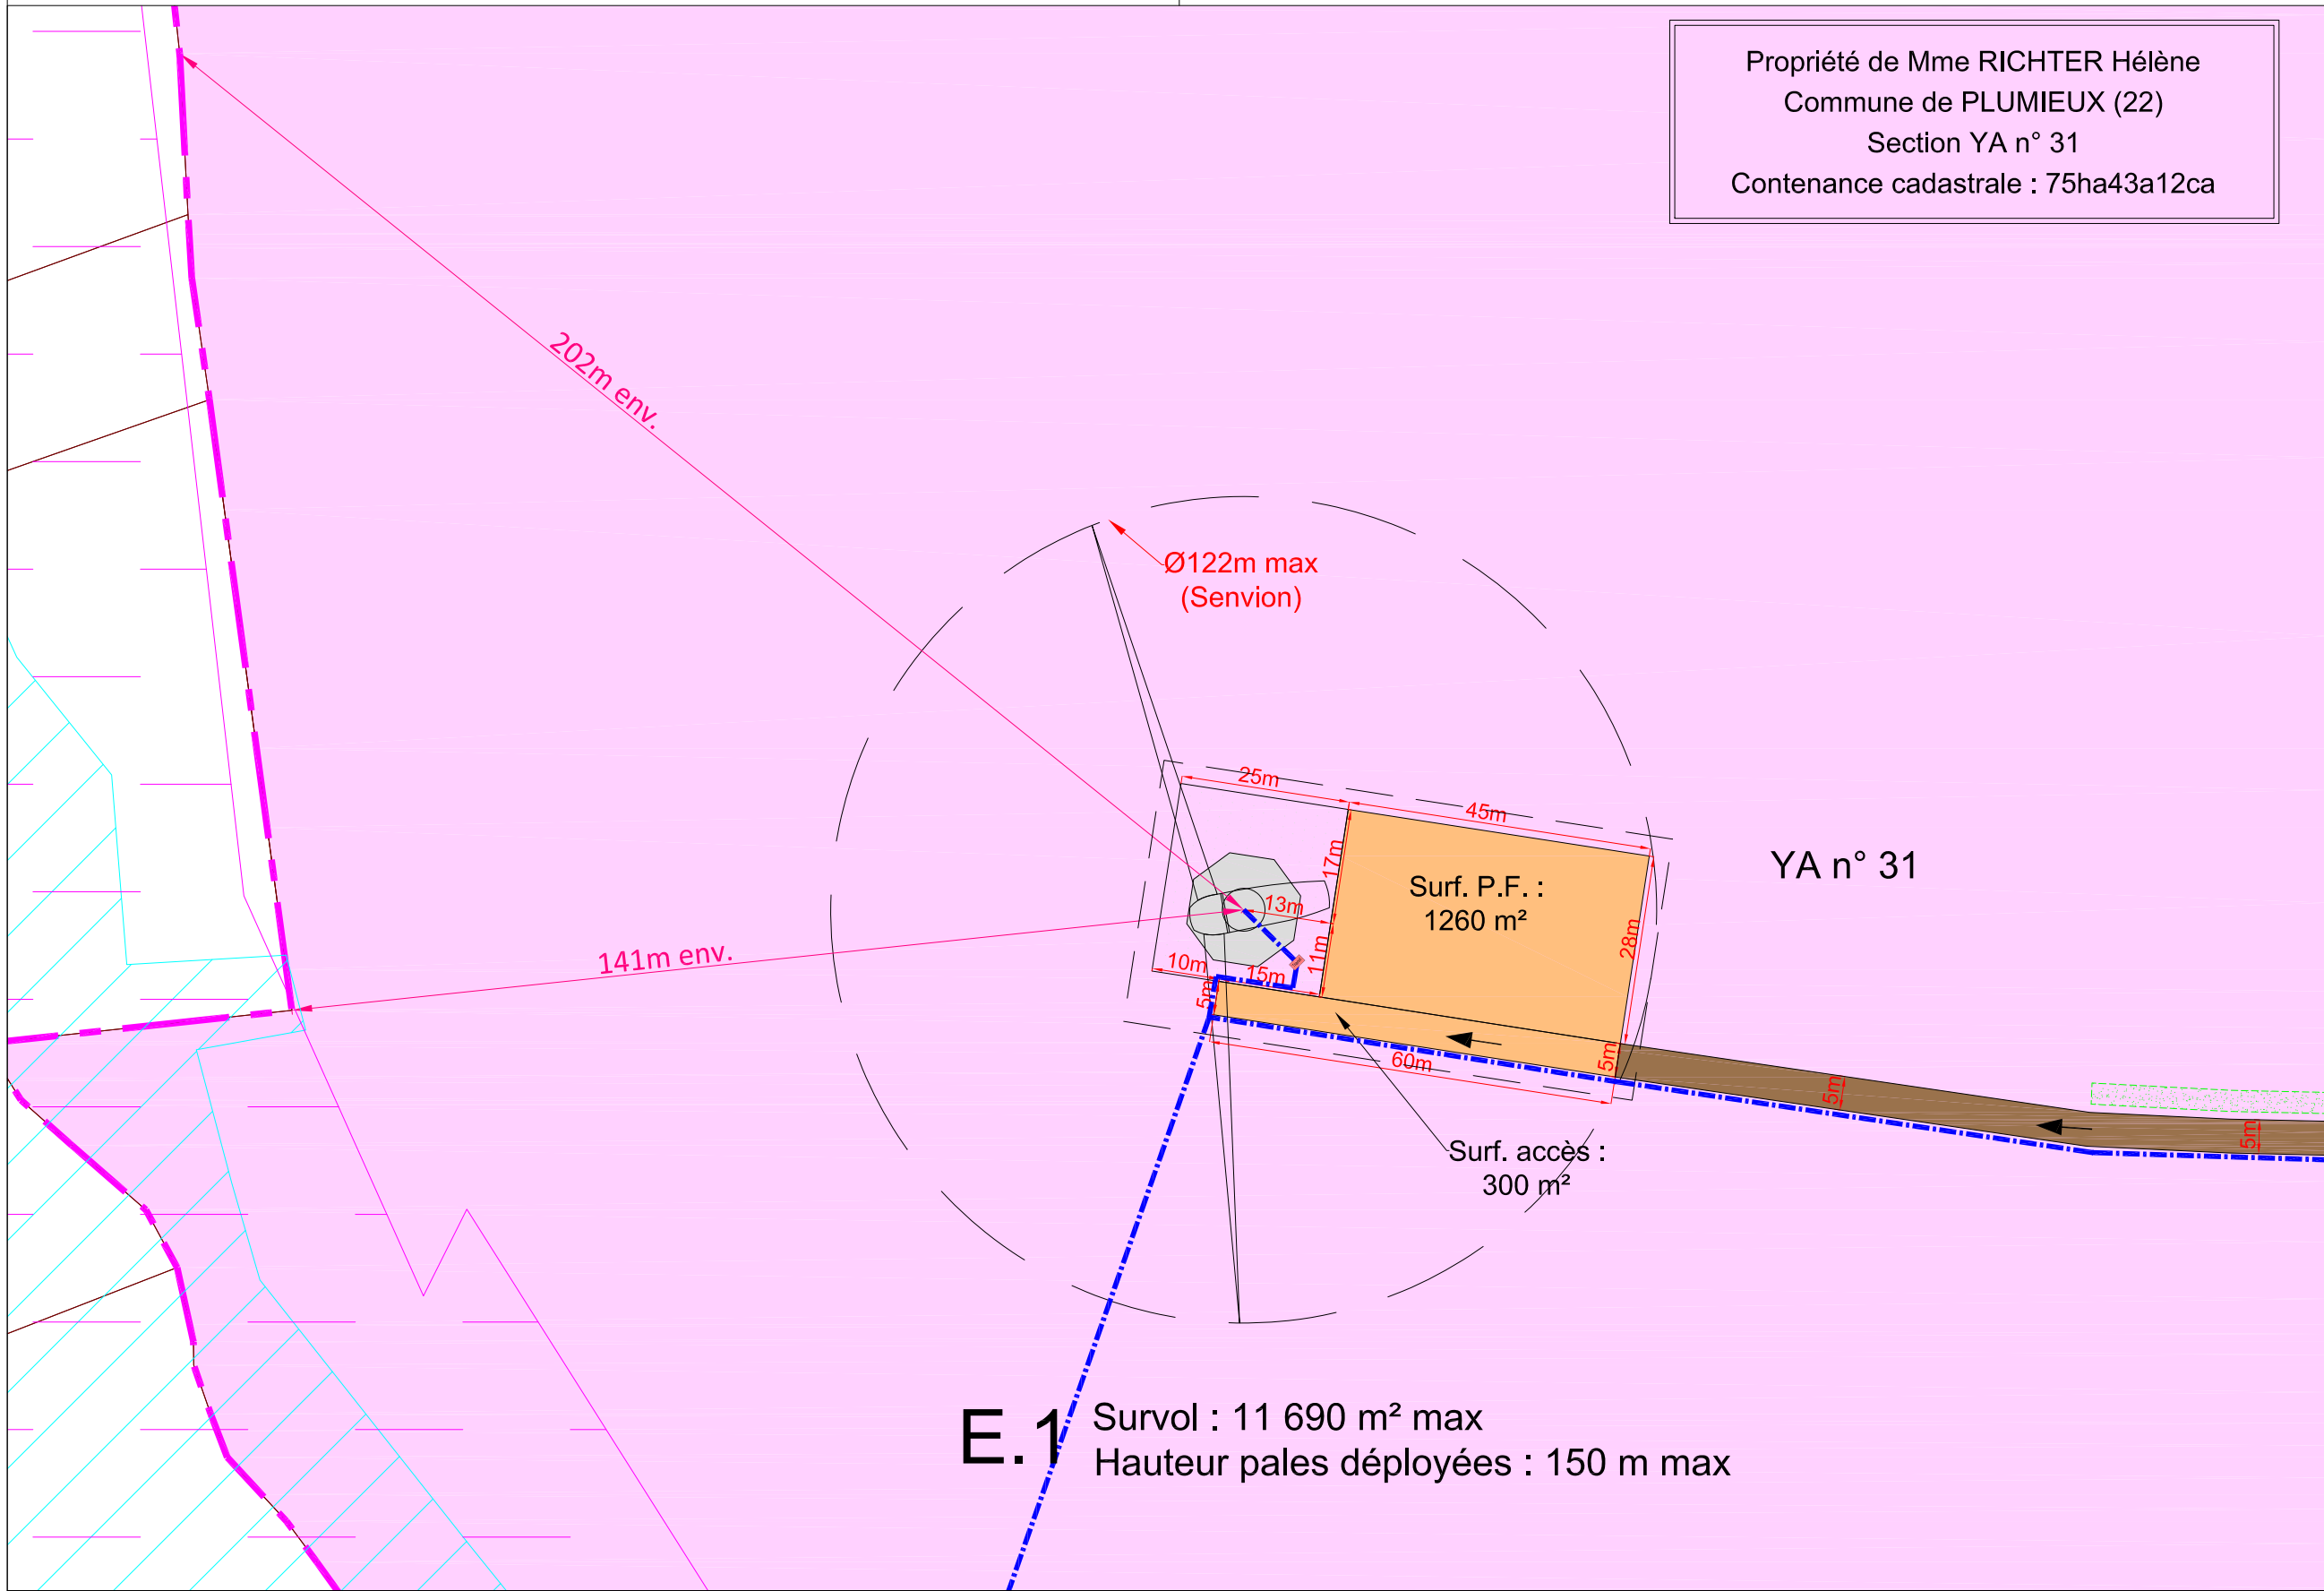 Propriété de Mme RICHTER Hélène
Commune de PLUMIEUX (22)
Section YA n° 31
Contenance cadastrale : 75ha43a12ca
202m env.
Ø122m max
(Senvion)
25m
45m
17m
Surf. P.F. :
1260 m²
YA n° 31
13m
28m
11m
141m env.
10m
15m
5m
60m
5m
5m
5m
Surf. accès :
300 m²
E.1
Survol : 11 690 m² max
Hauteur pales déployées : 150 m max